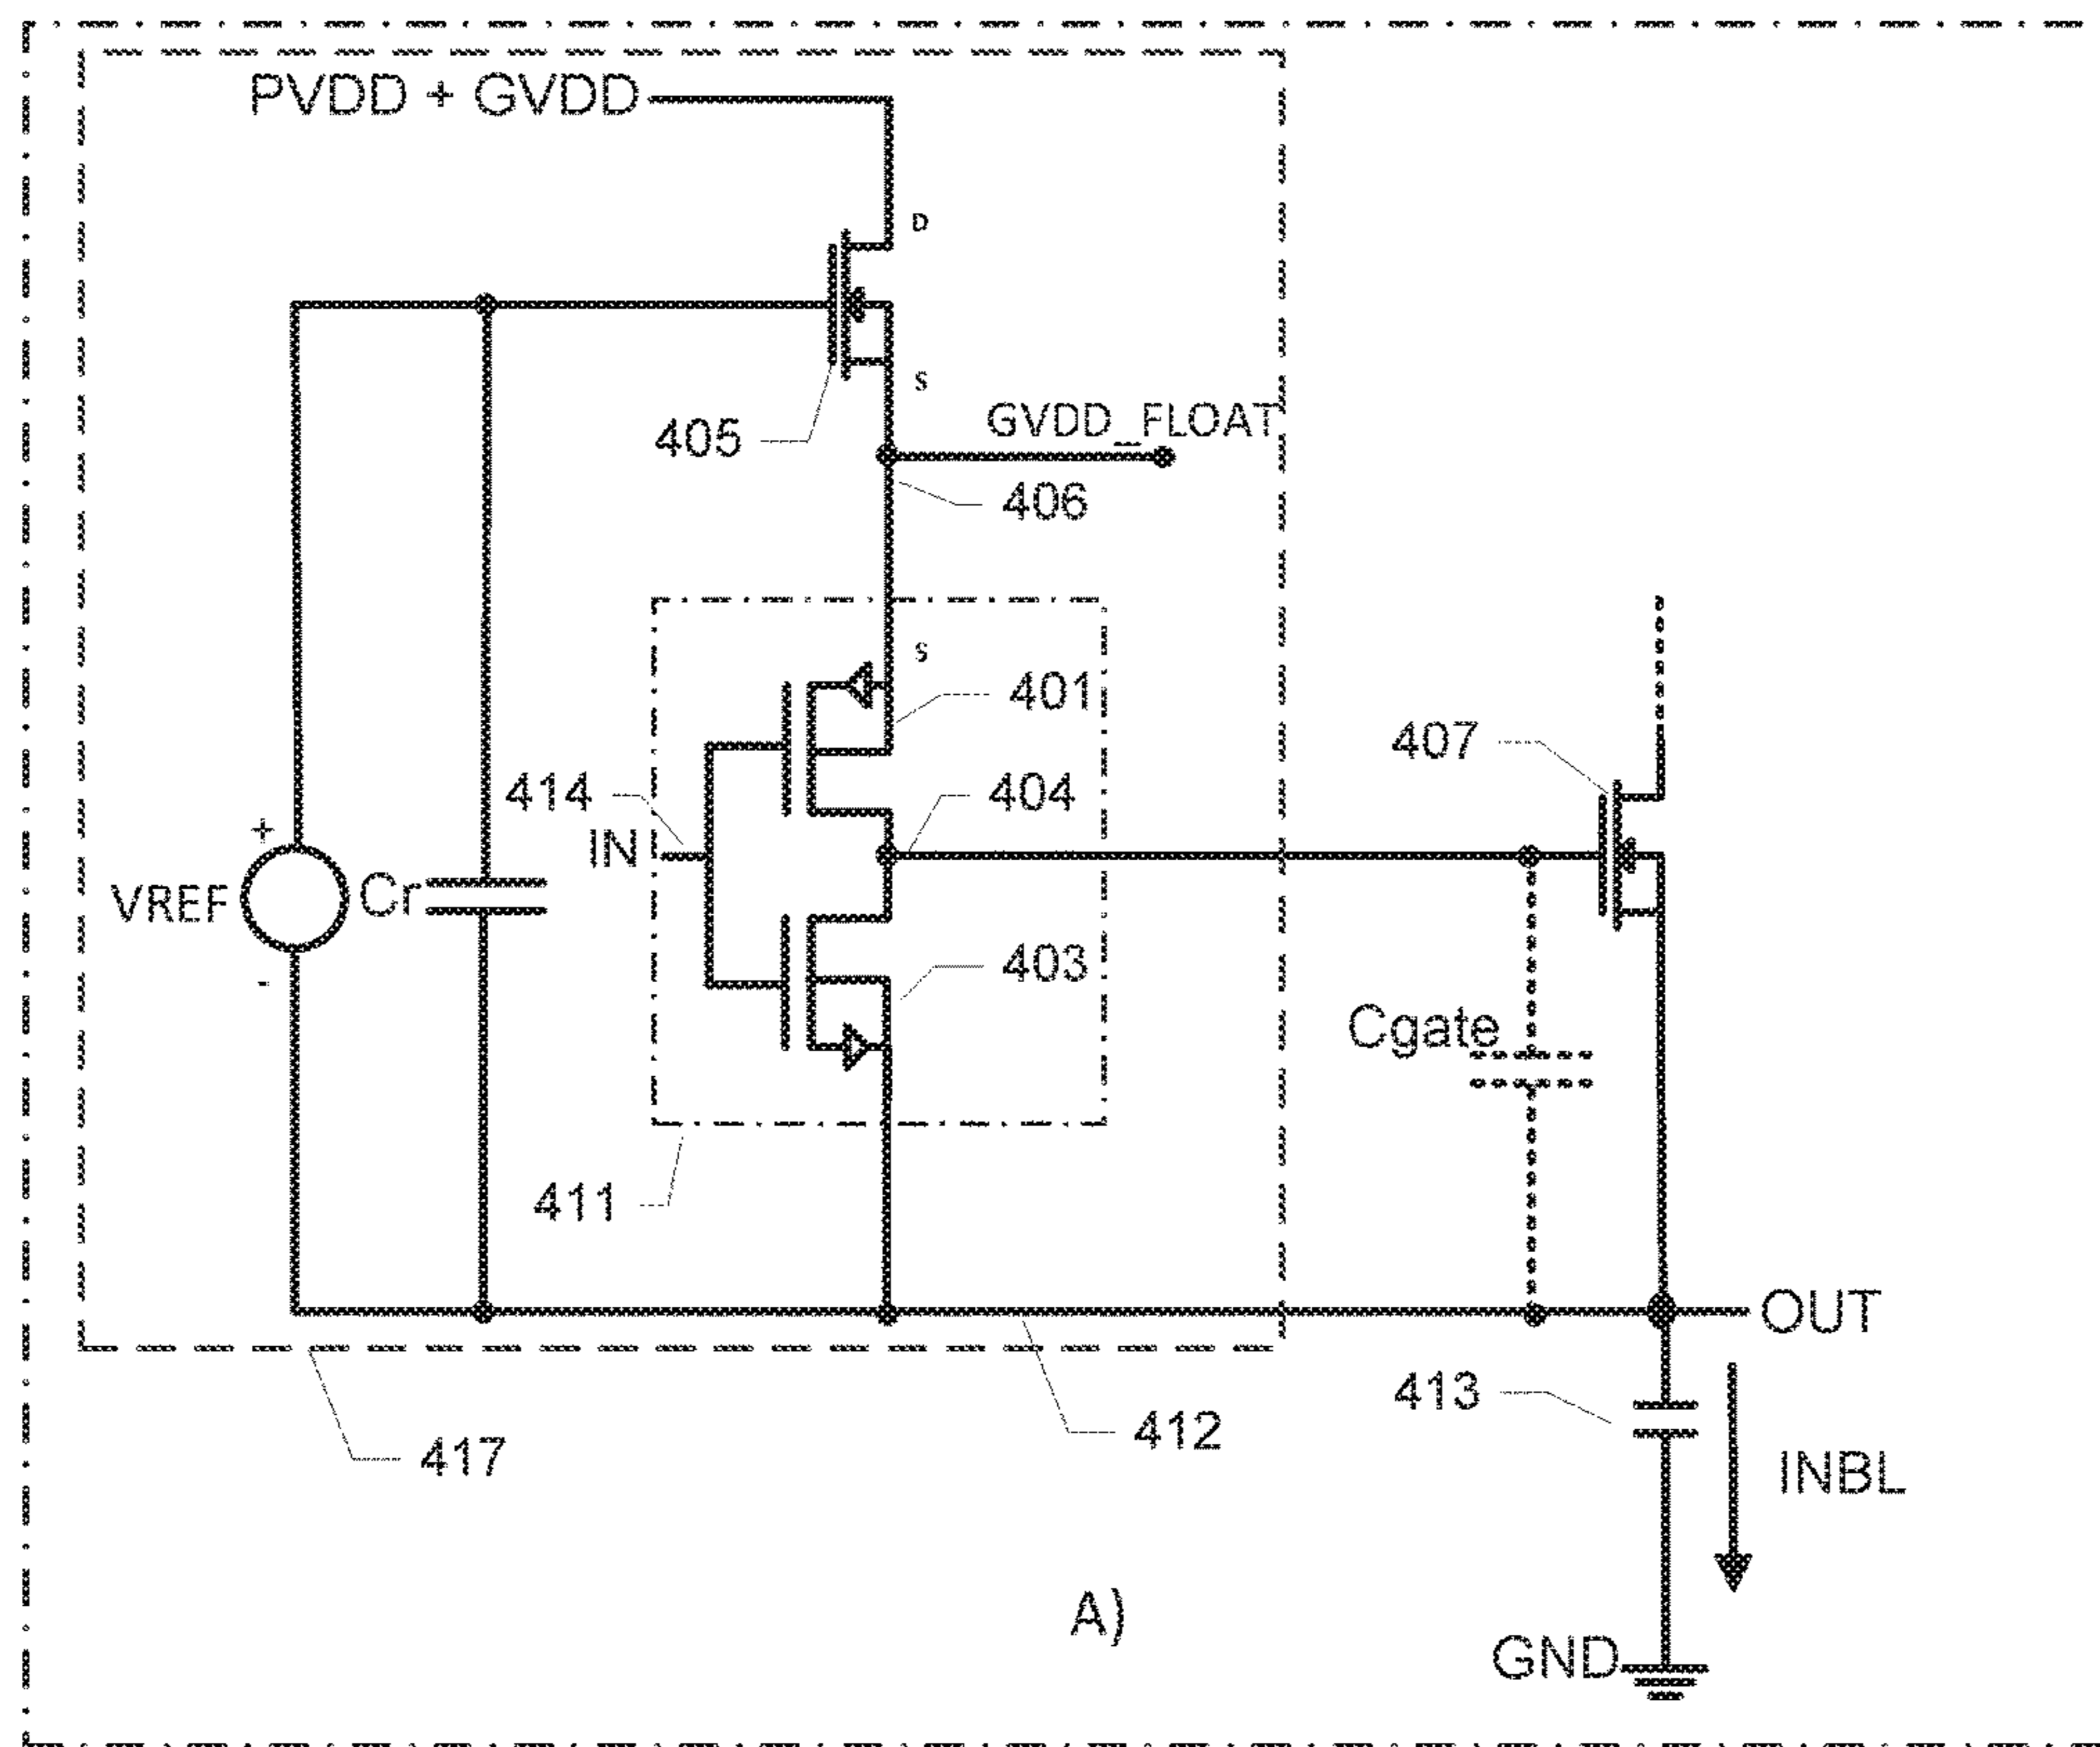 PVDD + GVDD
D
S
405
GVDD_FLOAT
406
S
401
407
414
404
IN
+
VREF
Cr
403
-
Cgate
411
OUT
413
412
417
INBL
A)
GND